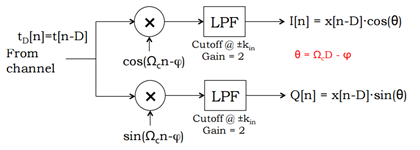 × LPF I[n] = x[n-D]·cos(θ)
t_D[n]=t[n-D]
From
channel
cos(Ω_cn-φ)
Cutoff @ ±k_in
Gain = 2
θ = Ω_cD - φ
× LPF Q[n] = x[n-D]·sin(θ)
sin(Ω_cn-φ)
Cutoff @ ±k_in
Gain = 2